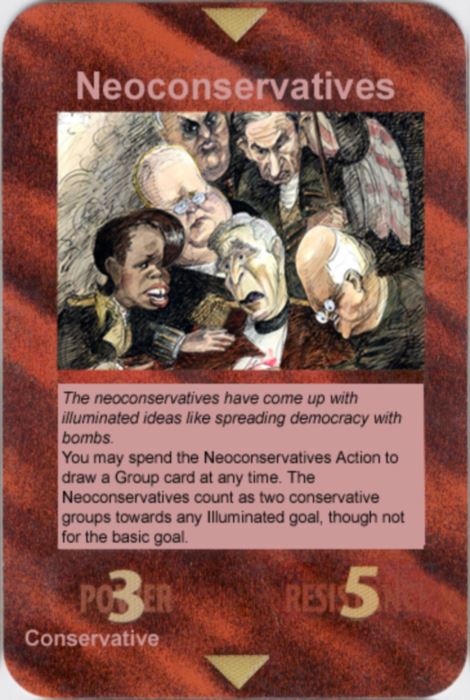 Neoconservatives
The neoconservatives have come up with
illuminated ideas like spreading democracy with
bombs.
You may spend the Neoconservatives Action to
draw a Group card at any time. The
Neoconservatives count as two conservative
groups towards any Illuminated goal, though not
for the basic goal.
POWER 3 RESISTANCE 5
Conservative